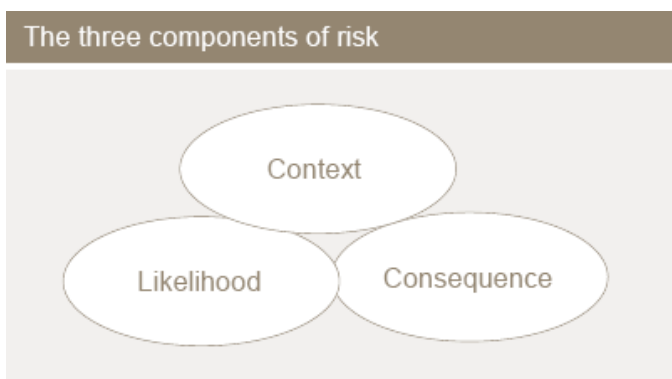 The three components of risk
Context
Likelihood
Consequence